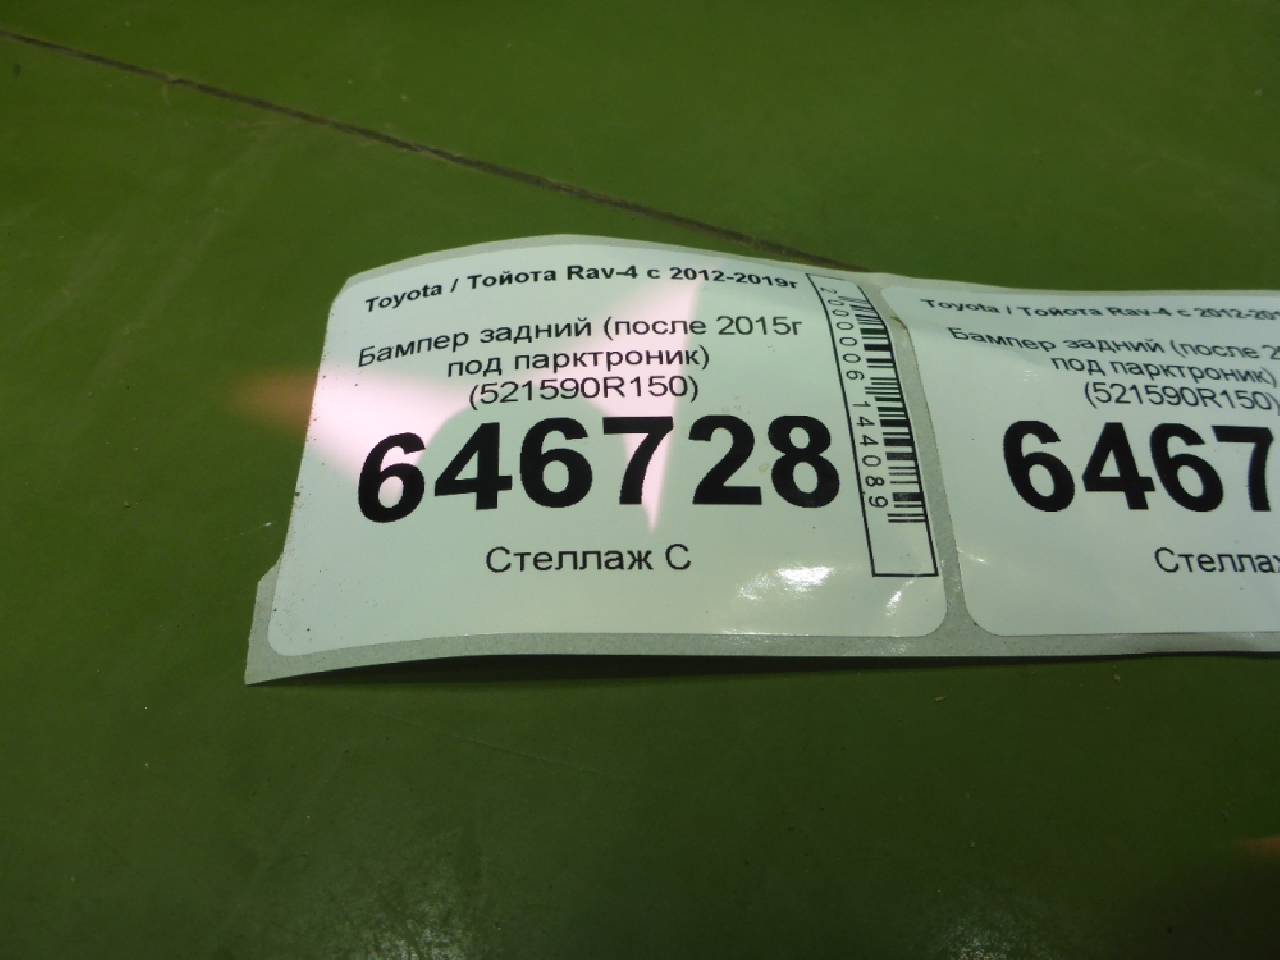 Toyota / Тойота Rav-4 с 2012-2019г
Бампер задний (после 2015г
под парктроник)
(521590R150)
646728
Стеллаж С
2000006144089
Toyota / Тойота Rav-4 с 2012-201
Бампер задний (после 2
под парктроник)
(521590R150)
6467
Стеллаж